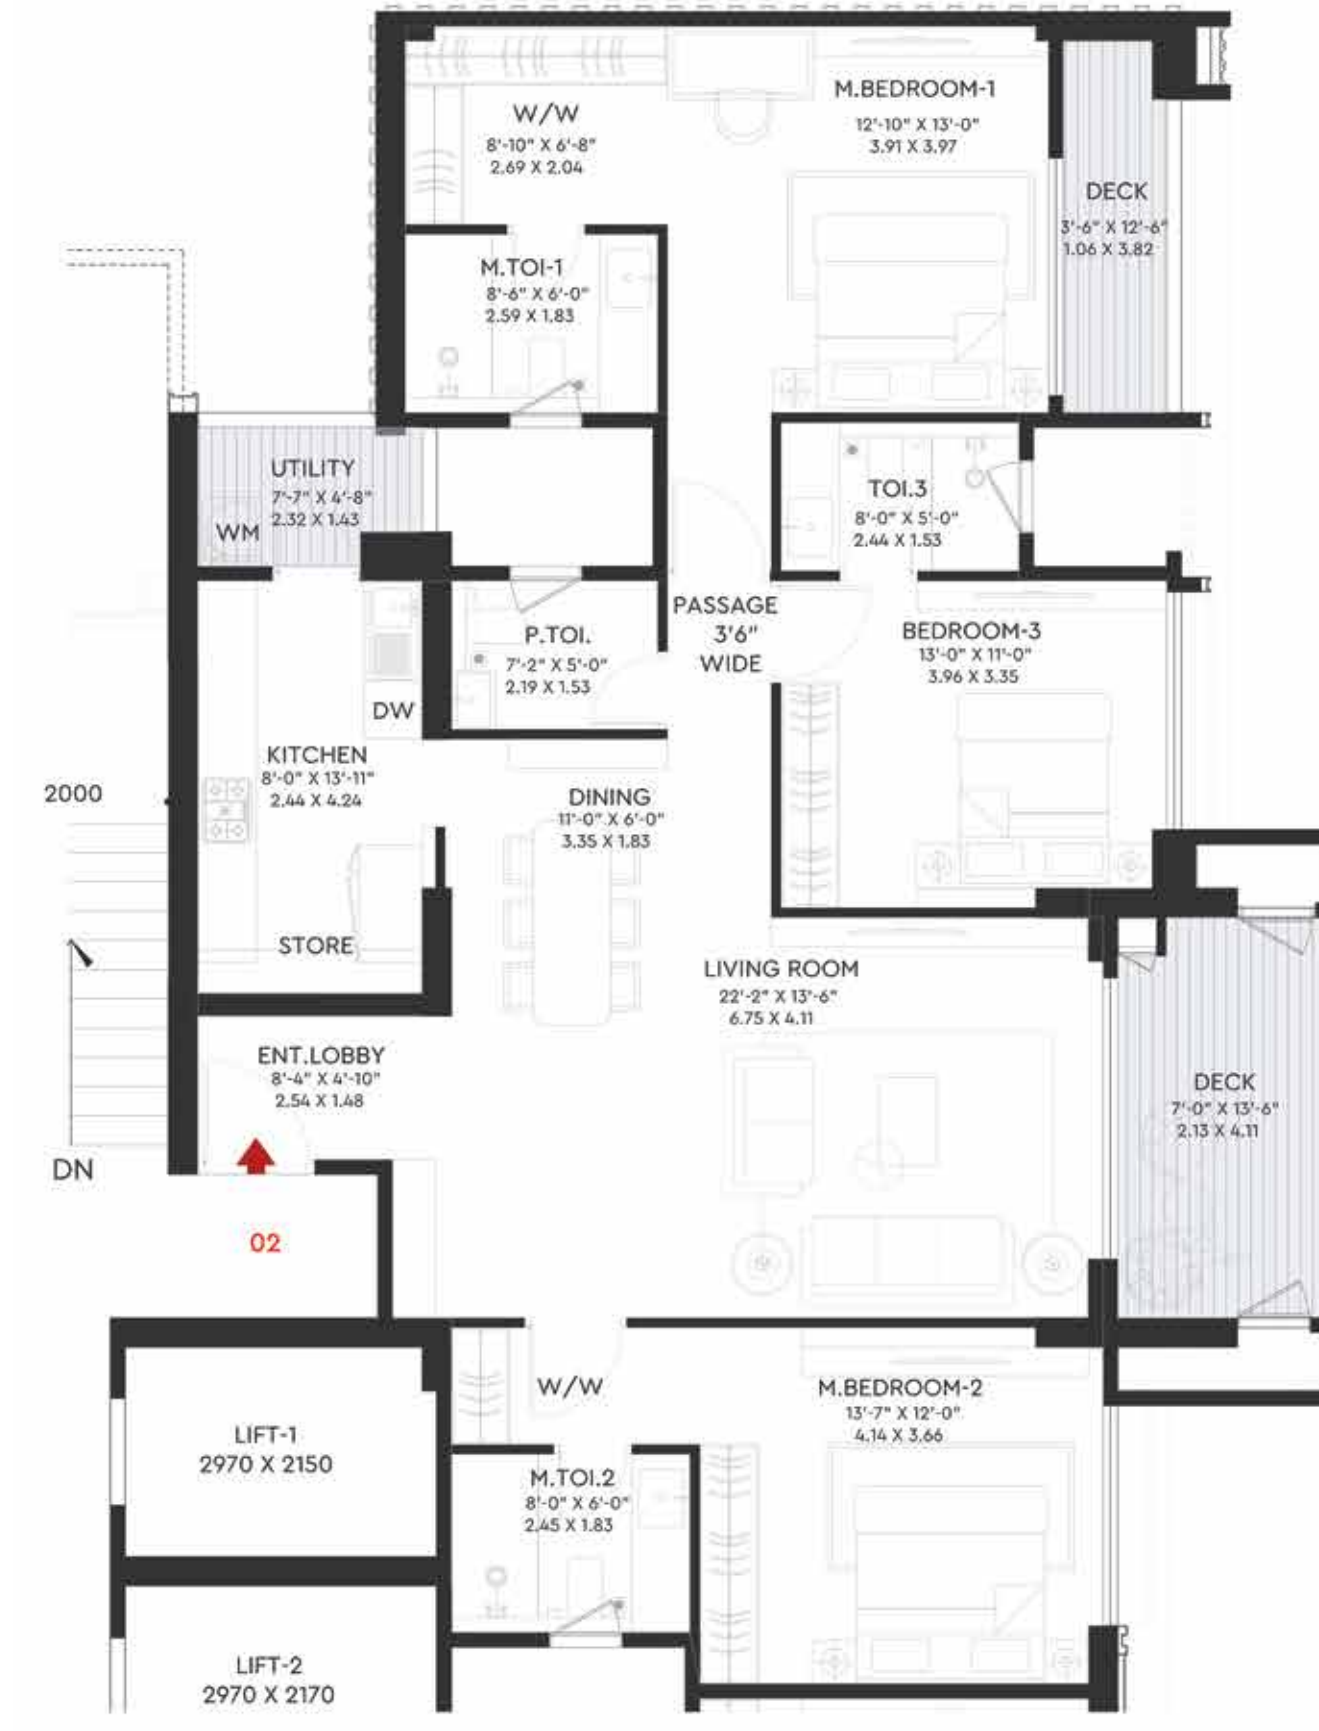 M.BEDROOM-1
12'-10" X 13'-0"
3.91 X 3.97
W/W
8'-10" X 6'-8"
2.69 X 2.04
DECK
3'-6" X 12'-6"
1.06 X 3.82
M.TOI-1
8'-6" X 6'-0"
2.59 X 1.83
UTILITY
7'-7" X 4'-8"
2.32 X 1.43
WM
TOI.3
8'-0" X 5'-0"
2.44 X 1.53
PASSAGE
3'6"
WIDE
P.TOI.
7'-2" X 5'-0"
2.19 X 1.53
BEDROOM-3
13'-0" X 11'-0"
3.96 X 3.35
DW
KITCHEN
8'-0" X 13'-11"
2.44 X 4.24
2000
DINING
11'-0" X 6'-0"
3.35 X 1.83
STORE
LIVING ROOM
22'-2" X 13'-6"
6.75 X 4.11
ENT.LOBBY
8'-4" X 4'-10"
2.54 X 1.48
DECK
7'-0" X 13'-6"
2.13 X 4.11
DN
02
W/W
M.BEDROOM-2
13'-7" X 12'-0"
4.14 X 3.66
LIFT-1
2970 X 2150
M.TOI.2
8'-0" X 6'-0"
2.45 X 1.83
LIFT-2
2970 X 2170